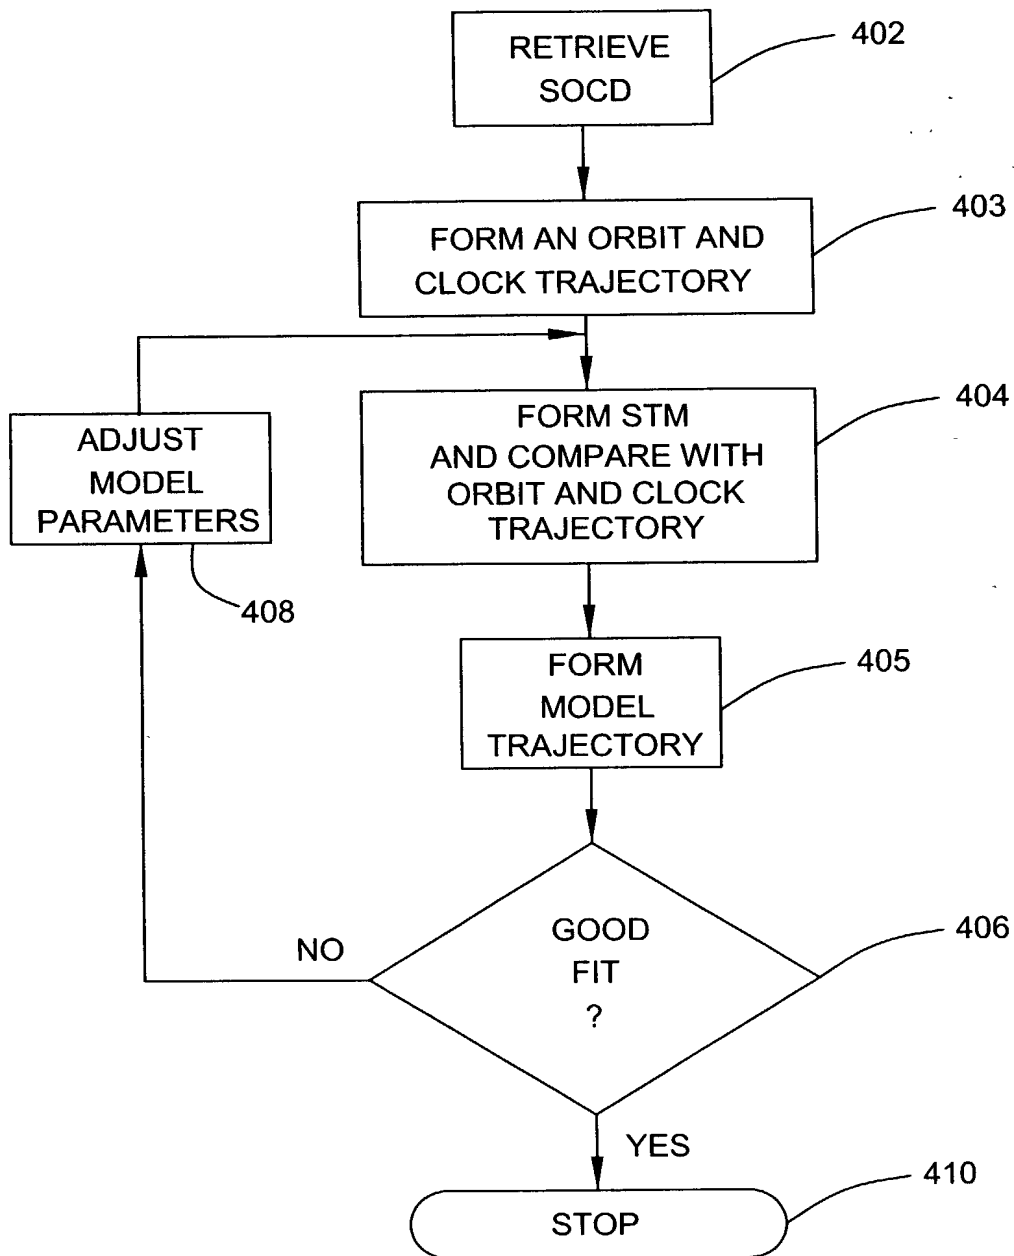 RETRIEVE
SOCD
402
FORM AN ORBIT AND
CLOCK TRAJECTORY
403
FORM STM
AND COMPARE WITH
ORBIT AND CLOCK
TRAJECTORY
404
ADJUST
MODEL
PARAMETERS
408
FORM
MODEL
TRAJECTORY
405
GOOD
FIT
?
406
NO
YES
STOP
410